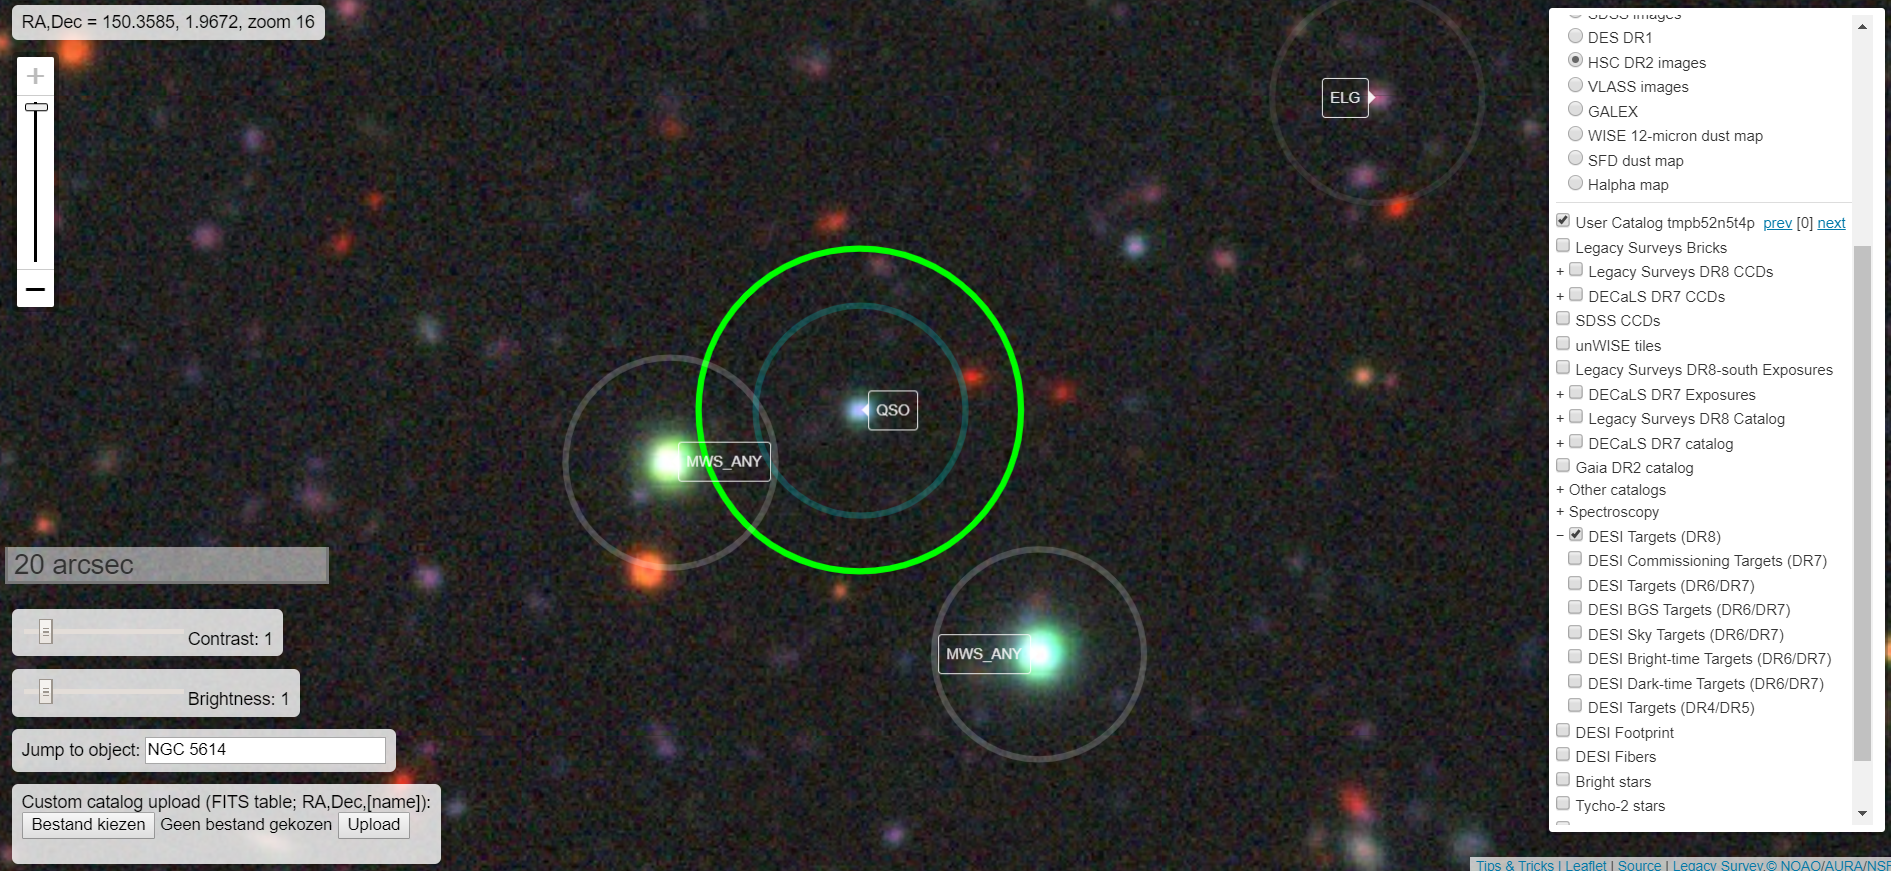 RA,Dec = 150.3585, 1.9672, zoom 16
+
−
ELG
QSO
MWS_ANY
MWS_ANY
20 arcsec
Contrast: 1
Brightness: 1
Jump to object: NGC 5614
Custom catalog upload (FITS table; RA,Dec,[name]):
Bestand kiezen Geen bestand gekozen Upload
SDSS images
DES DR1
HSC DR2 images
VLASS images
GALEX
WISE 12-micron dust map
SFD dust map
Halpha map
User Catalog tmpb52n5t4p prev [0] next
Legacy Surveys Bricks
+ Legacy Surveys DR8 CCDs
+ DECaLS DR7 CCDs
SDSS CCDs
unWISE tiles
Legacy Surveys DR8-south Exposures
+ DECaLS DR7 Exposures
+ Legacy Surveys DR8 Catalog
+ DECaLS DR7 catalog
Gaia DR2 catalog
+ Other catalogs
+ Spectroscopy
− DESI Targets (DR8)
DESI Commissioning Targets (DR7)
DESI Targets (DR6/DR7)
DESI BGS Targets (DR6/DR7)
DESI Sky Targets (DR6/DR7)
DESI Bright-time Targets (DR6/DR7)
DESI Dark-time Targets (DR6/DR7)
DESI Targets (DR4/DR5)
DESI Footprint
DESI Fibers
Bright stars
Tycho-2 stars
Tips & Tricks | Leaflet | Source | Legacy Survey,© NOAO/AURA/NSF